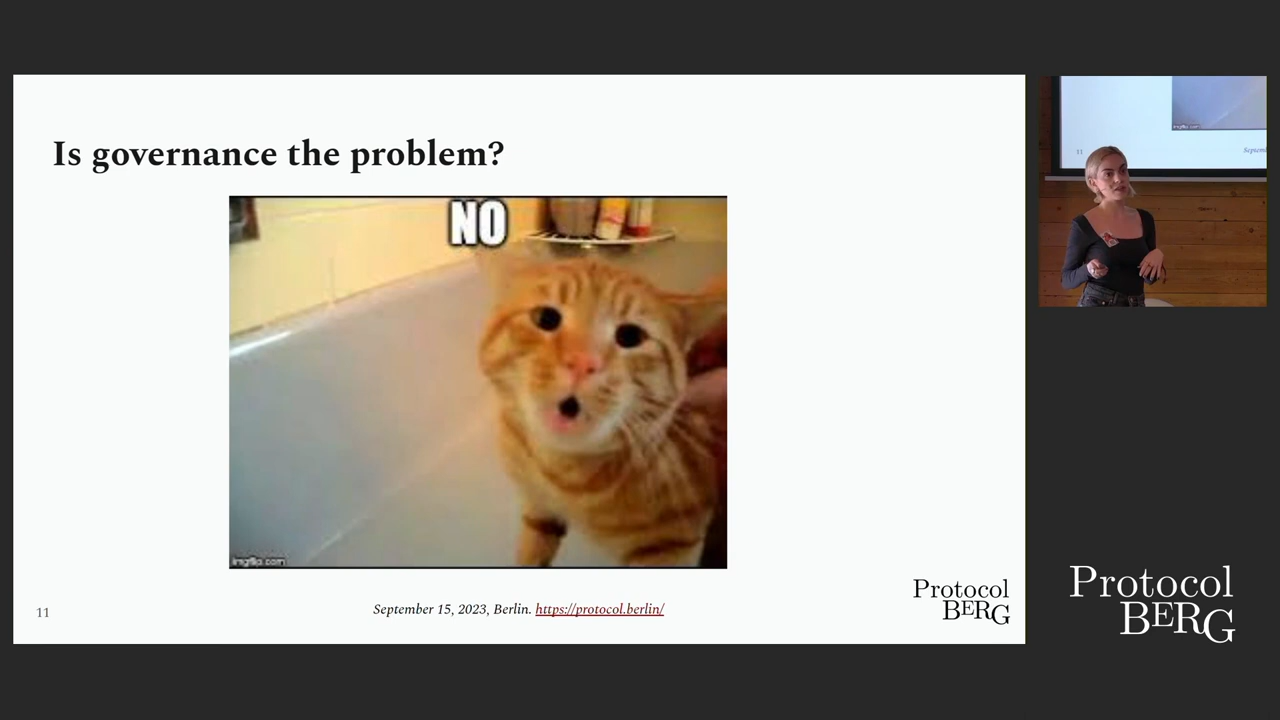 Is governance the problem?
NO
imgflip.com
11
September 15, 2023, Berlin. https://protocol.berlin/
Protocol
BERG
11
Protocol
BERG